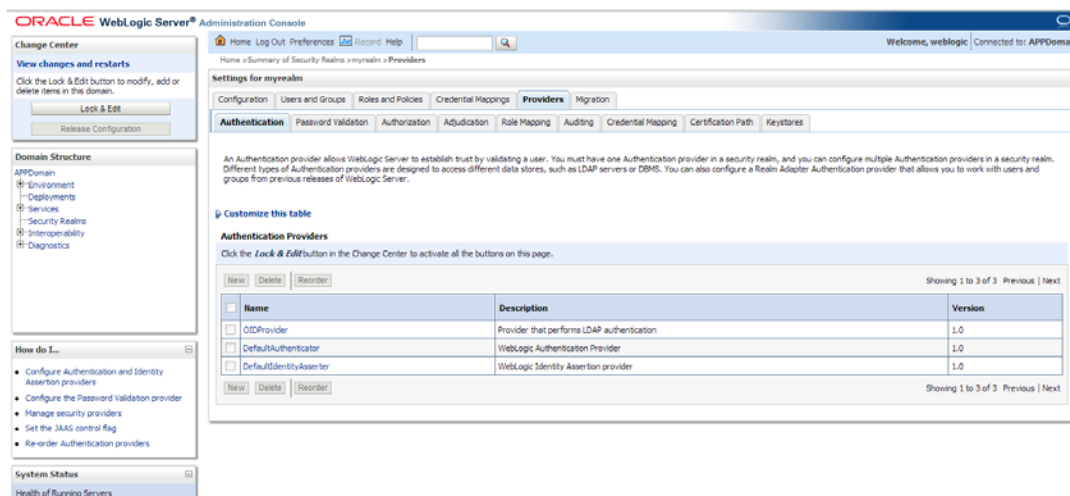 ORACLE WebLogic Server® Administration Console
Change Center
View changes and restarts
Click the Lock & Edit button to modify, add or
delete items in this domain.
Lock & Edit
Release Configuration
Domain Structure
APPDomain
Environment
Deployments
Services
Security Realms
Interoperability
Diagnostics
How do I...
Configure Authentication and Identity
Assertion providers
Configure the Password Validation provider
Manage security providers
Set the JAAS control flag
Re-order Authentication providers
System Status
Health of Running Servers
Home Log Out Preferences Record Help
Welcome, weblogic Connected to: APPDoma
Home >Summary of Security Realms >myrealm >Providers
Settings for myrealm
Configuration Users and Groups Roles and Policies Credential Mappings Providers Migration
Authentication Password Validation Authorization Adjudication Role Mapping Auditing Credential Mapping Certification Path Keystores
An Authentication provider allows WebLogic Server to establish trust by validating a user. You must have one Authentication provider in a security realm, and you can configure multiple Authentication providers in a security realm.
Different types of Authentication providers are designed to access different data stores, such as LDAP servers or DBMS. You can also configure a Realm Adapter Authentication provider that allows you to work with users and
groups from previous releases of WebLogic Server.
Customize this table
Authentication Providers
Click the Lock & Edit button in the Change Center to activate all the buttons on this page.
New Delete Reorder Showing 1 to 3 of 3 Previous | Next
Name Description Version
OIDProvider Provider that performs LDAP authentication 1.0
DefaultAuthenticator WebLogic Authentication Provider 1.0
DefaultIdentityAsserter WebLogic Identity Assertion provider 1.0
New Delete Reorder Showing 1 to 3 of 3 Previous | Next